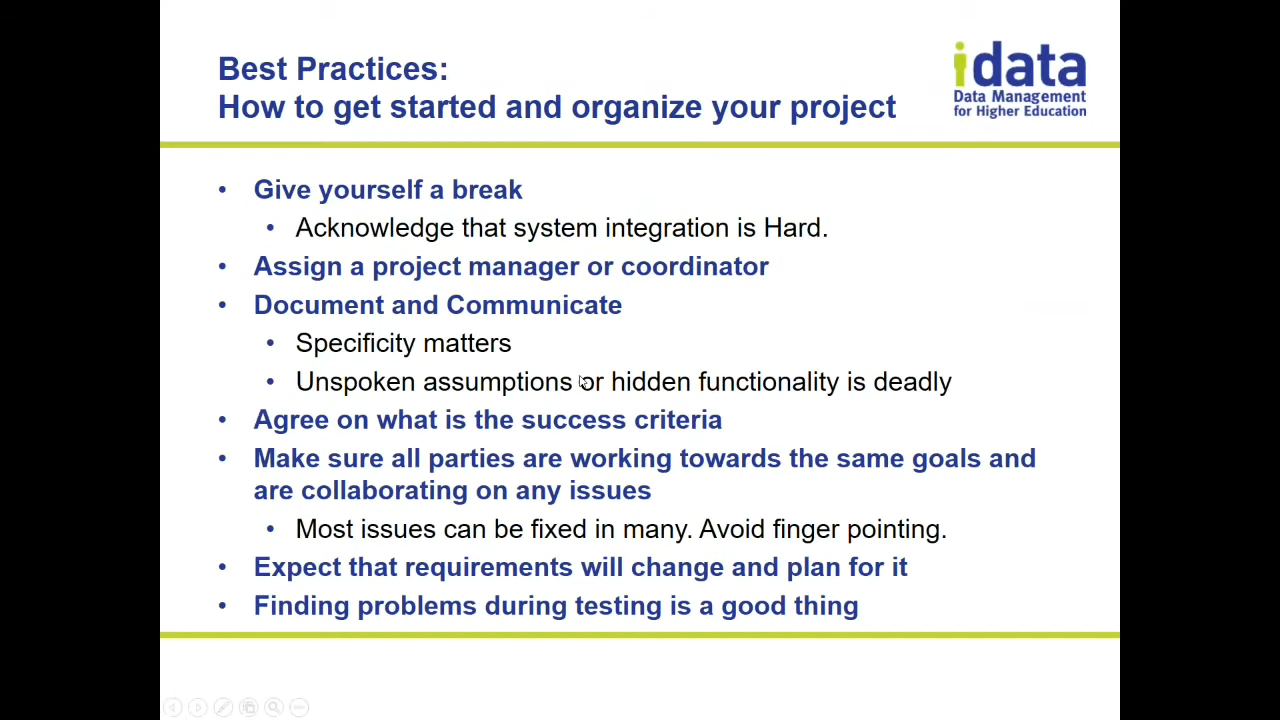 Best Practices:
How to get started and organize your project
idata
Data Management
for Higher Education
• Give yourself a break
• Acknowledge that system integration is Hard.
• Assign a project manager or coordinator
• Document and Communicate
• Specificity matters
• Unspoken assumptions or hidden functionality is deadly
• Agree on what is the success criteria
• Make sure all parties are working towards the same goals and
are collaborating on any issues
• Most issues can be fixed in many. Avoid finger pointing.
• Expect that requirements will change and plan for it
• Finding problems during testing is a good thing